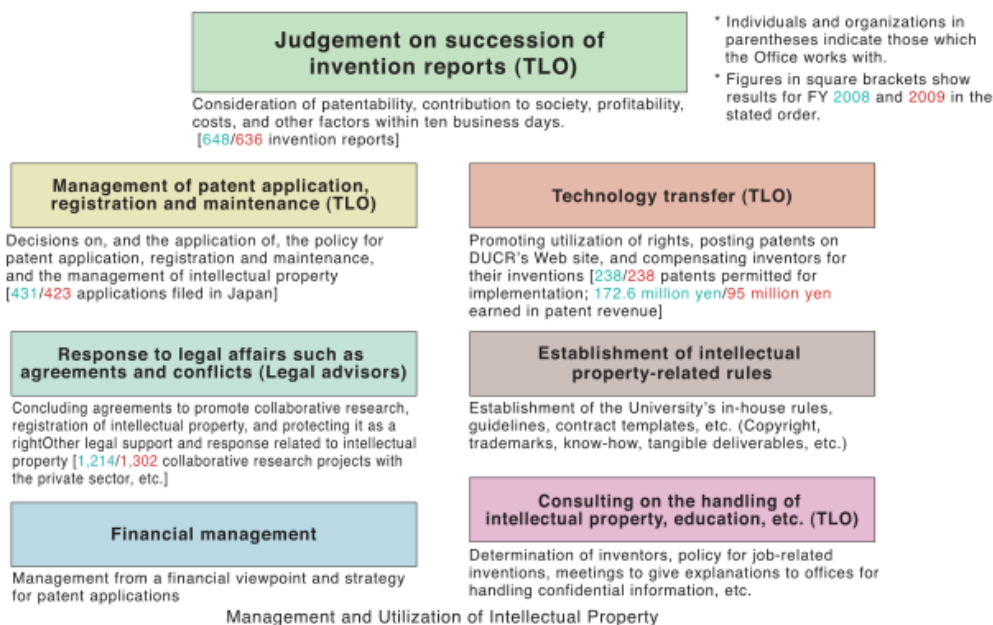 Judgement on succession of
invention reports (TLO)
* Individuals and organizations in
parentheses indicate those which
the Office works with.
* Figures in square brackets show
results for FY 2008 and 2009 in the
stated order.
Consideration of patentability, contribution to society, profitability,
costs, and other factors within ten business days.
[648/636 invention reports]
Management of patent application,
registration and maintenance (TLO)
Decisions on, and the application of, the policy for
patent application, registration and maintenance,
and the management of intellectual property
[431/423 applications filed in Japan]
Technology transfer (TLO)
Promoting utilization of rights, posting patents on
DUCR's Web site, and compensating inventors for
their inventions [238/238 patents permitted for
implementation; 172.6 million yen/95 million yen
earned in patent revenue]
Response to legal affairs such as
agreements and conflicts (Legal advisors)
Concluding agreements to promote collaborative research,
registration of intellectual property, and protecting it as a
rightOther legal support and response related to intellectual
property [1,214/1,302 collaborative research projects with
the private sector, etc.]
Establishment of intellectual
property-related rules
Establishment of the University's in-house rules,
guidelines, contract templates, etc. (Copyright,
trademarks, know-how, tangible deliverables, etc.)
Financial management
Management from a financial viewpoint and strategy
for patent applications
Consulting on the handling of
intellectual property, education, etc. (TLO)
Determination of inventors, policy for job-related
inventions, meetings to give explanations to offices for
handling confidential information, etc.
Management and Utilization of Intellectual Property